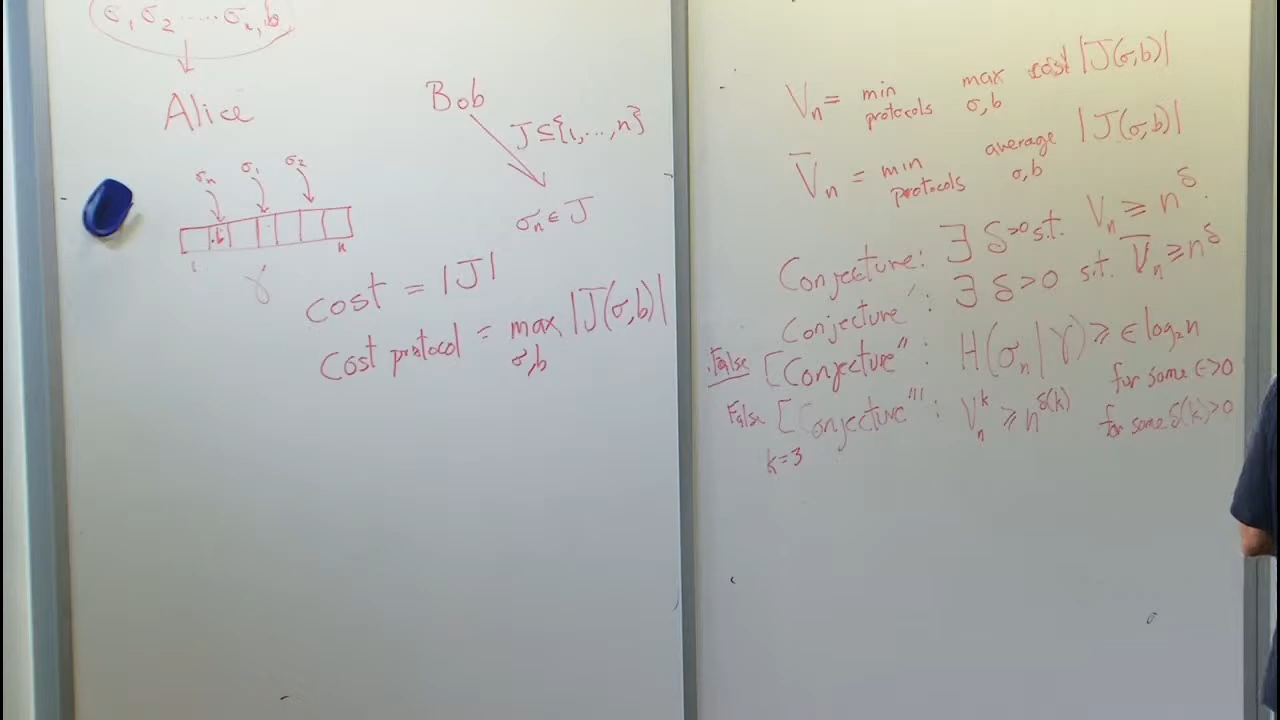 σ₁ σ₂ ····· σₙ, b
Alice
σₙ σ₁ σ₂
b
1 n
γ
Bob
J ⊆ {1, ..., n}
σₙ ∈ J
cost = |J|
cost protocol = max |J(σ,b)|
σ,b
Vₙ = min max cost |J(σ,b)|
protocols σ,b
V̄ₙ = min average |J(σ,b)|
protocols σ,b
Conjecture: ∃ δ>0 s.t. Vₙ ≥ n^δ.
Conjecture': ∃ δ>0 s.t. V̄ₙ ≥ n^δ
False [Conjecture'': H(σₙ|γ) ≥ ε log₂ n
for some ε>0
False [Conjecture''': Vₙᵏ ≥ n^δ(k) for some δ(k)>0
k=3